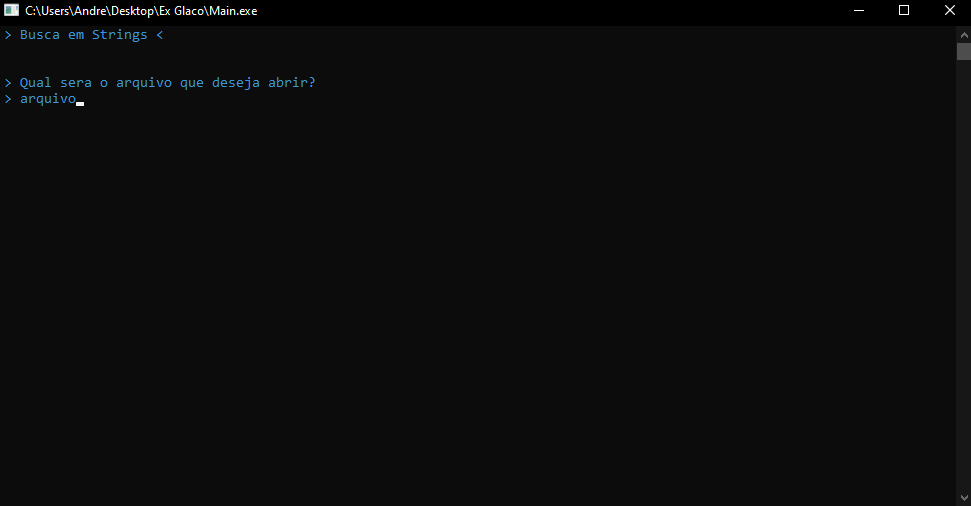 C:\Users\Andre\Desktop\Ex Glaco\Main.exe
> Busca em Strings <
> Qual sera o arquivo que deseja abrir?
> arquivo